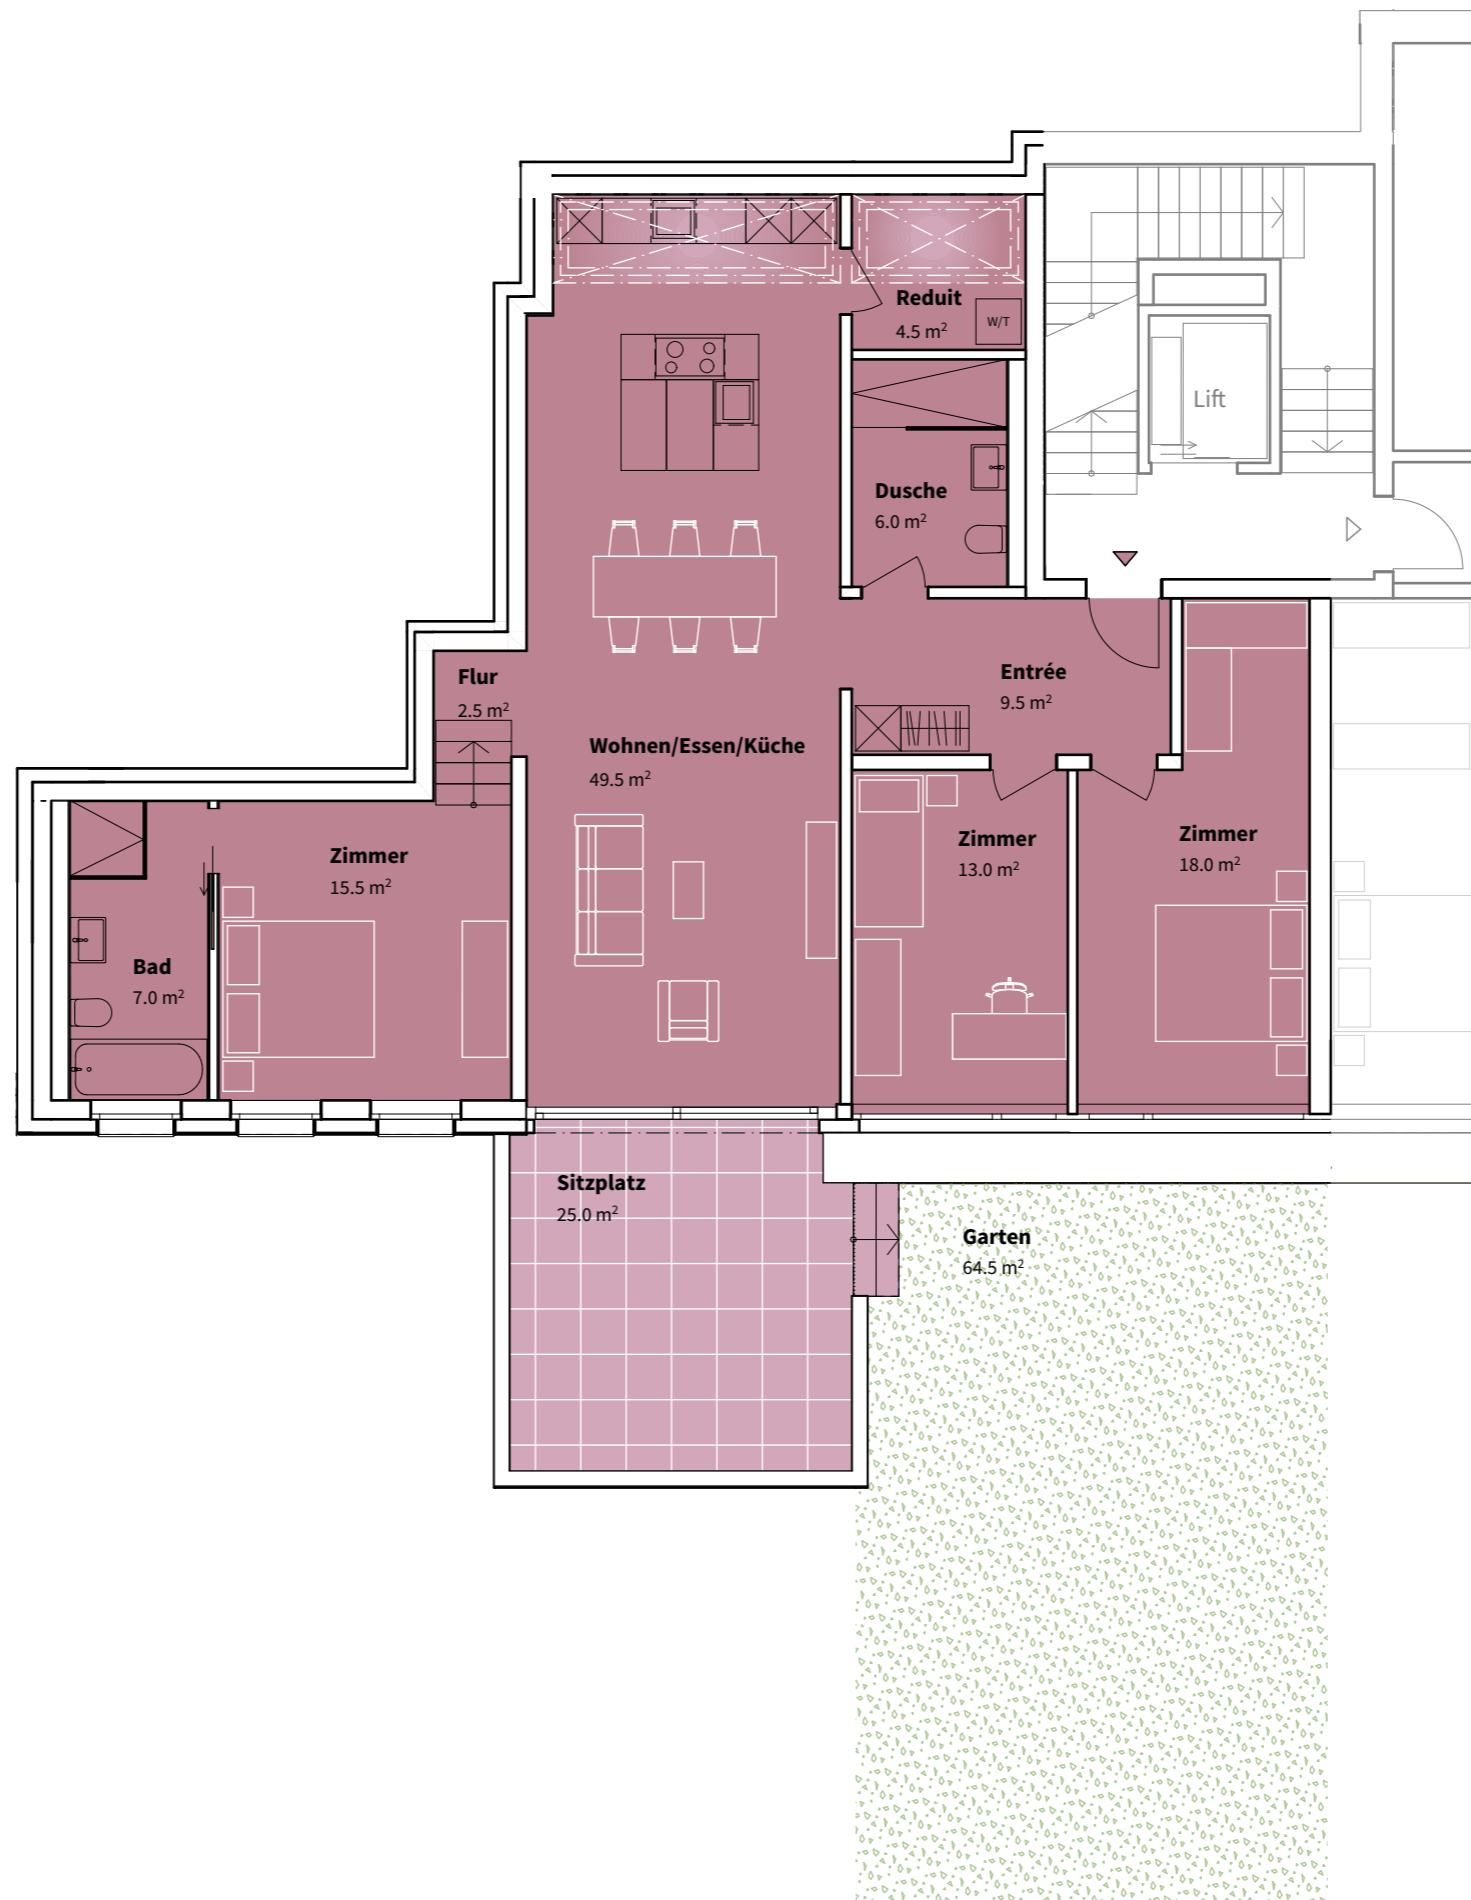 Reduit
4.5 m²
W/T
Lift
Dusche
6.0 m²
Flur
2.5 m²
Entrée
9.5 m²
Wohnen/Essen/Küche
49.5 m²
Zimmer
15.5 m²
Zimmer
13.0 m²
Zimmer
18.0 m²
Bad
7.0 m²
Sitzplatz
25.0 m²
Garten
64.5 m²